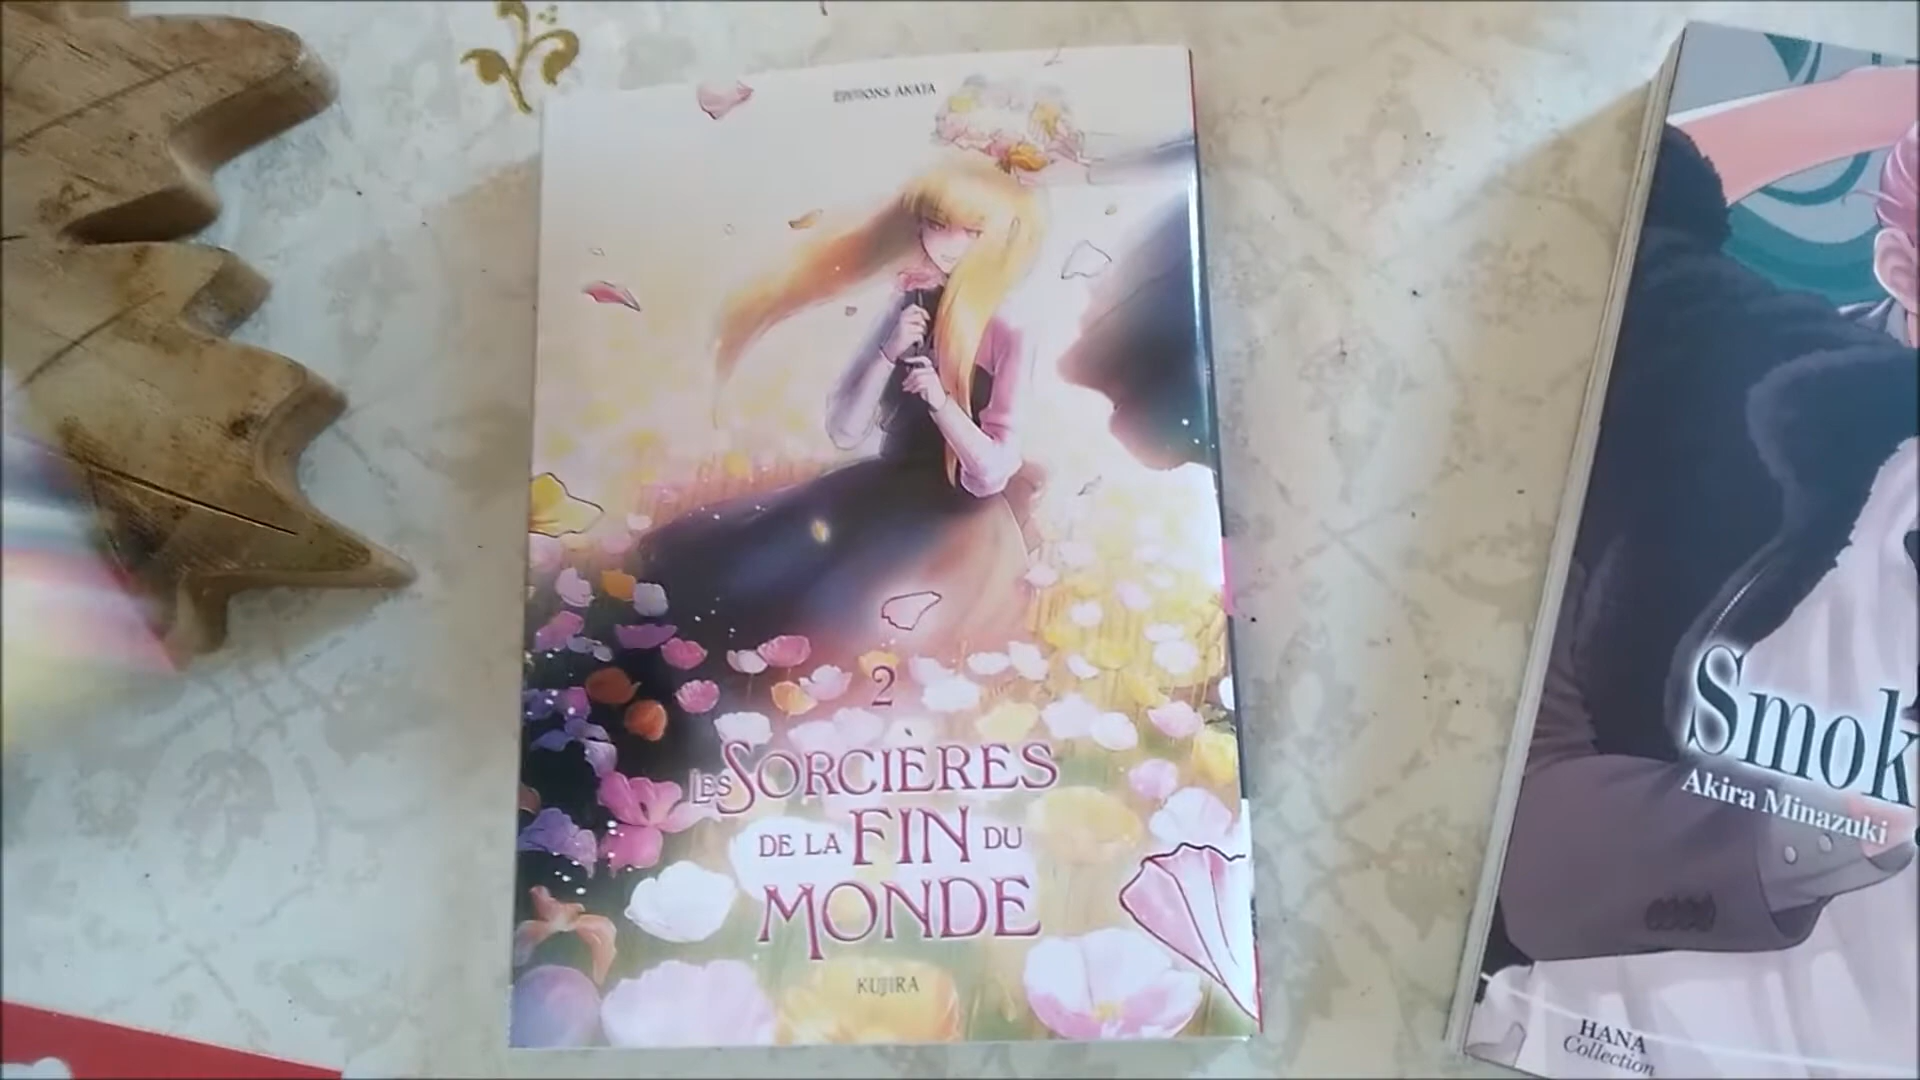 EDITIONS AKATA
2
LES SORCIÈRES
DE LA FIN DU
MONDE
KUJIRA
Smok
Akira Minazuki
HANA
Collection